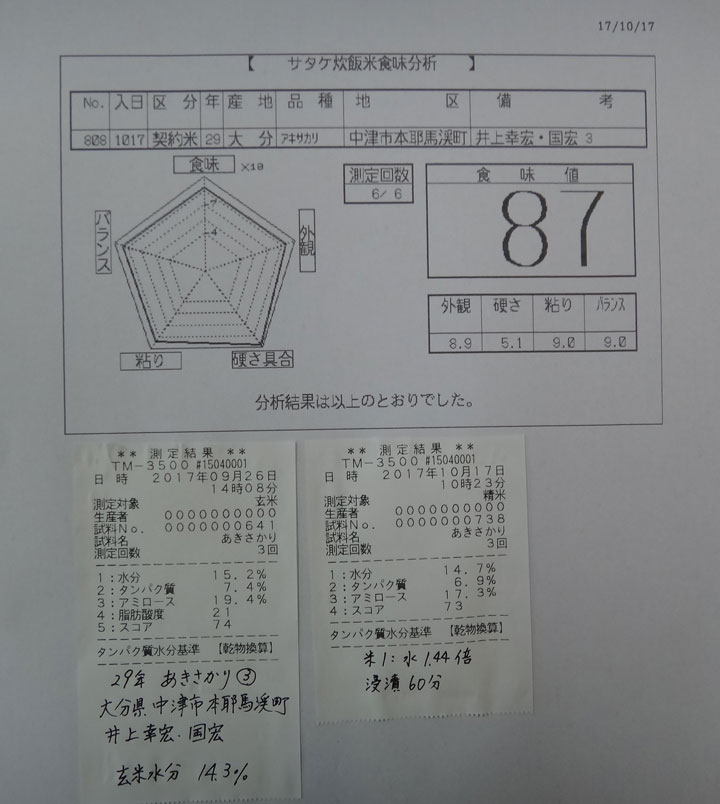 17/10/17
【 サタケ炊飯米食味分析 】
No. 入日 区分 年 産地 品種 地区 備考
808 1017 契約米 29 大分 アキサカリ 中津市本耶馬渓町 井上幸宏・国宏 3
食味 ×10
7
4
バランス
外観
粘り
硬さ具合
測定回数
6/ 6
食味値
87
外観 硬さ 粘り バランス
8.9 5.1 9.0 9.0
分析結果は以上のとおりでした。
** 測定結果 **
TM-3500 #15040001
日時 2017年09月26日
14時08分
測定対象 玄米
生産者 0000000000
試料No. 0000000641
試料名 あきさかり
測定回数 3回
1:水分 15.2%
2:タンパク質 7.4%
3:アミロース 19.4%
4:脂肪酸度 21
5:スコア 74
タンパク質水分基準 【乾物換算】
29年 あきさかり ③
大分県中津市本耶馬渓町
井上幸宏・国宏
玄米水分 14.3%
** 測定結果 **
TM-3500 #15040001
日時 2017年10月17日
10時23分
測定対象 精米
生産者 0000000000
試料No. 0000000738
試料名 あきさかり
測定回数 3回
1:水分 14.7%
2:タンパク質 6.9%
3:アミロース 17.3%
4:スコア 73
タンパク質水分基準 【乾物換算】
米1:水1.44倍
浸漬60分